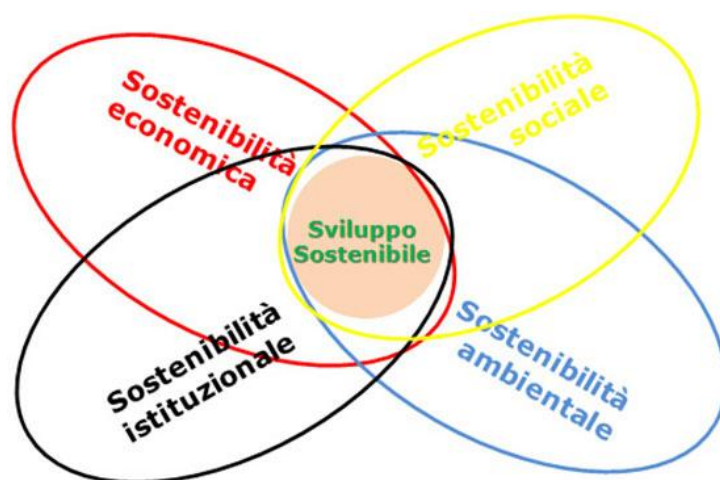 Sostenibilità
economica
Sostenibilità
sociale
Sviluppo
Sostenibile
Sostenibilità
istituzionale
Sostenibilità
ambientale